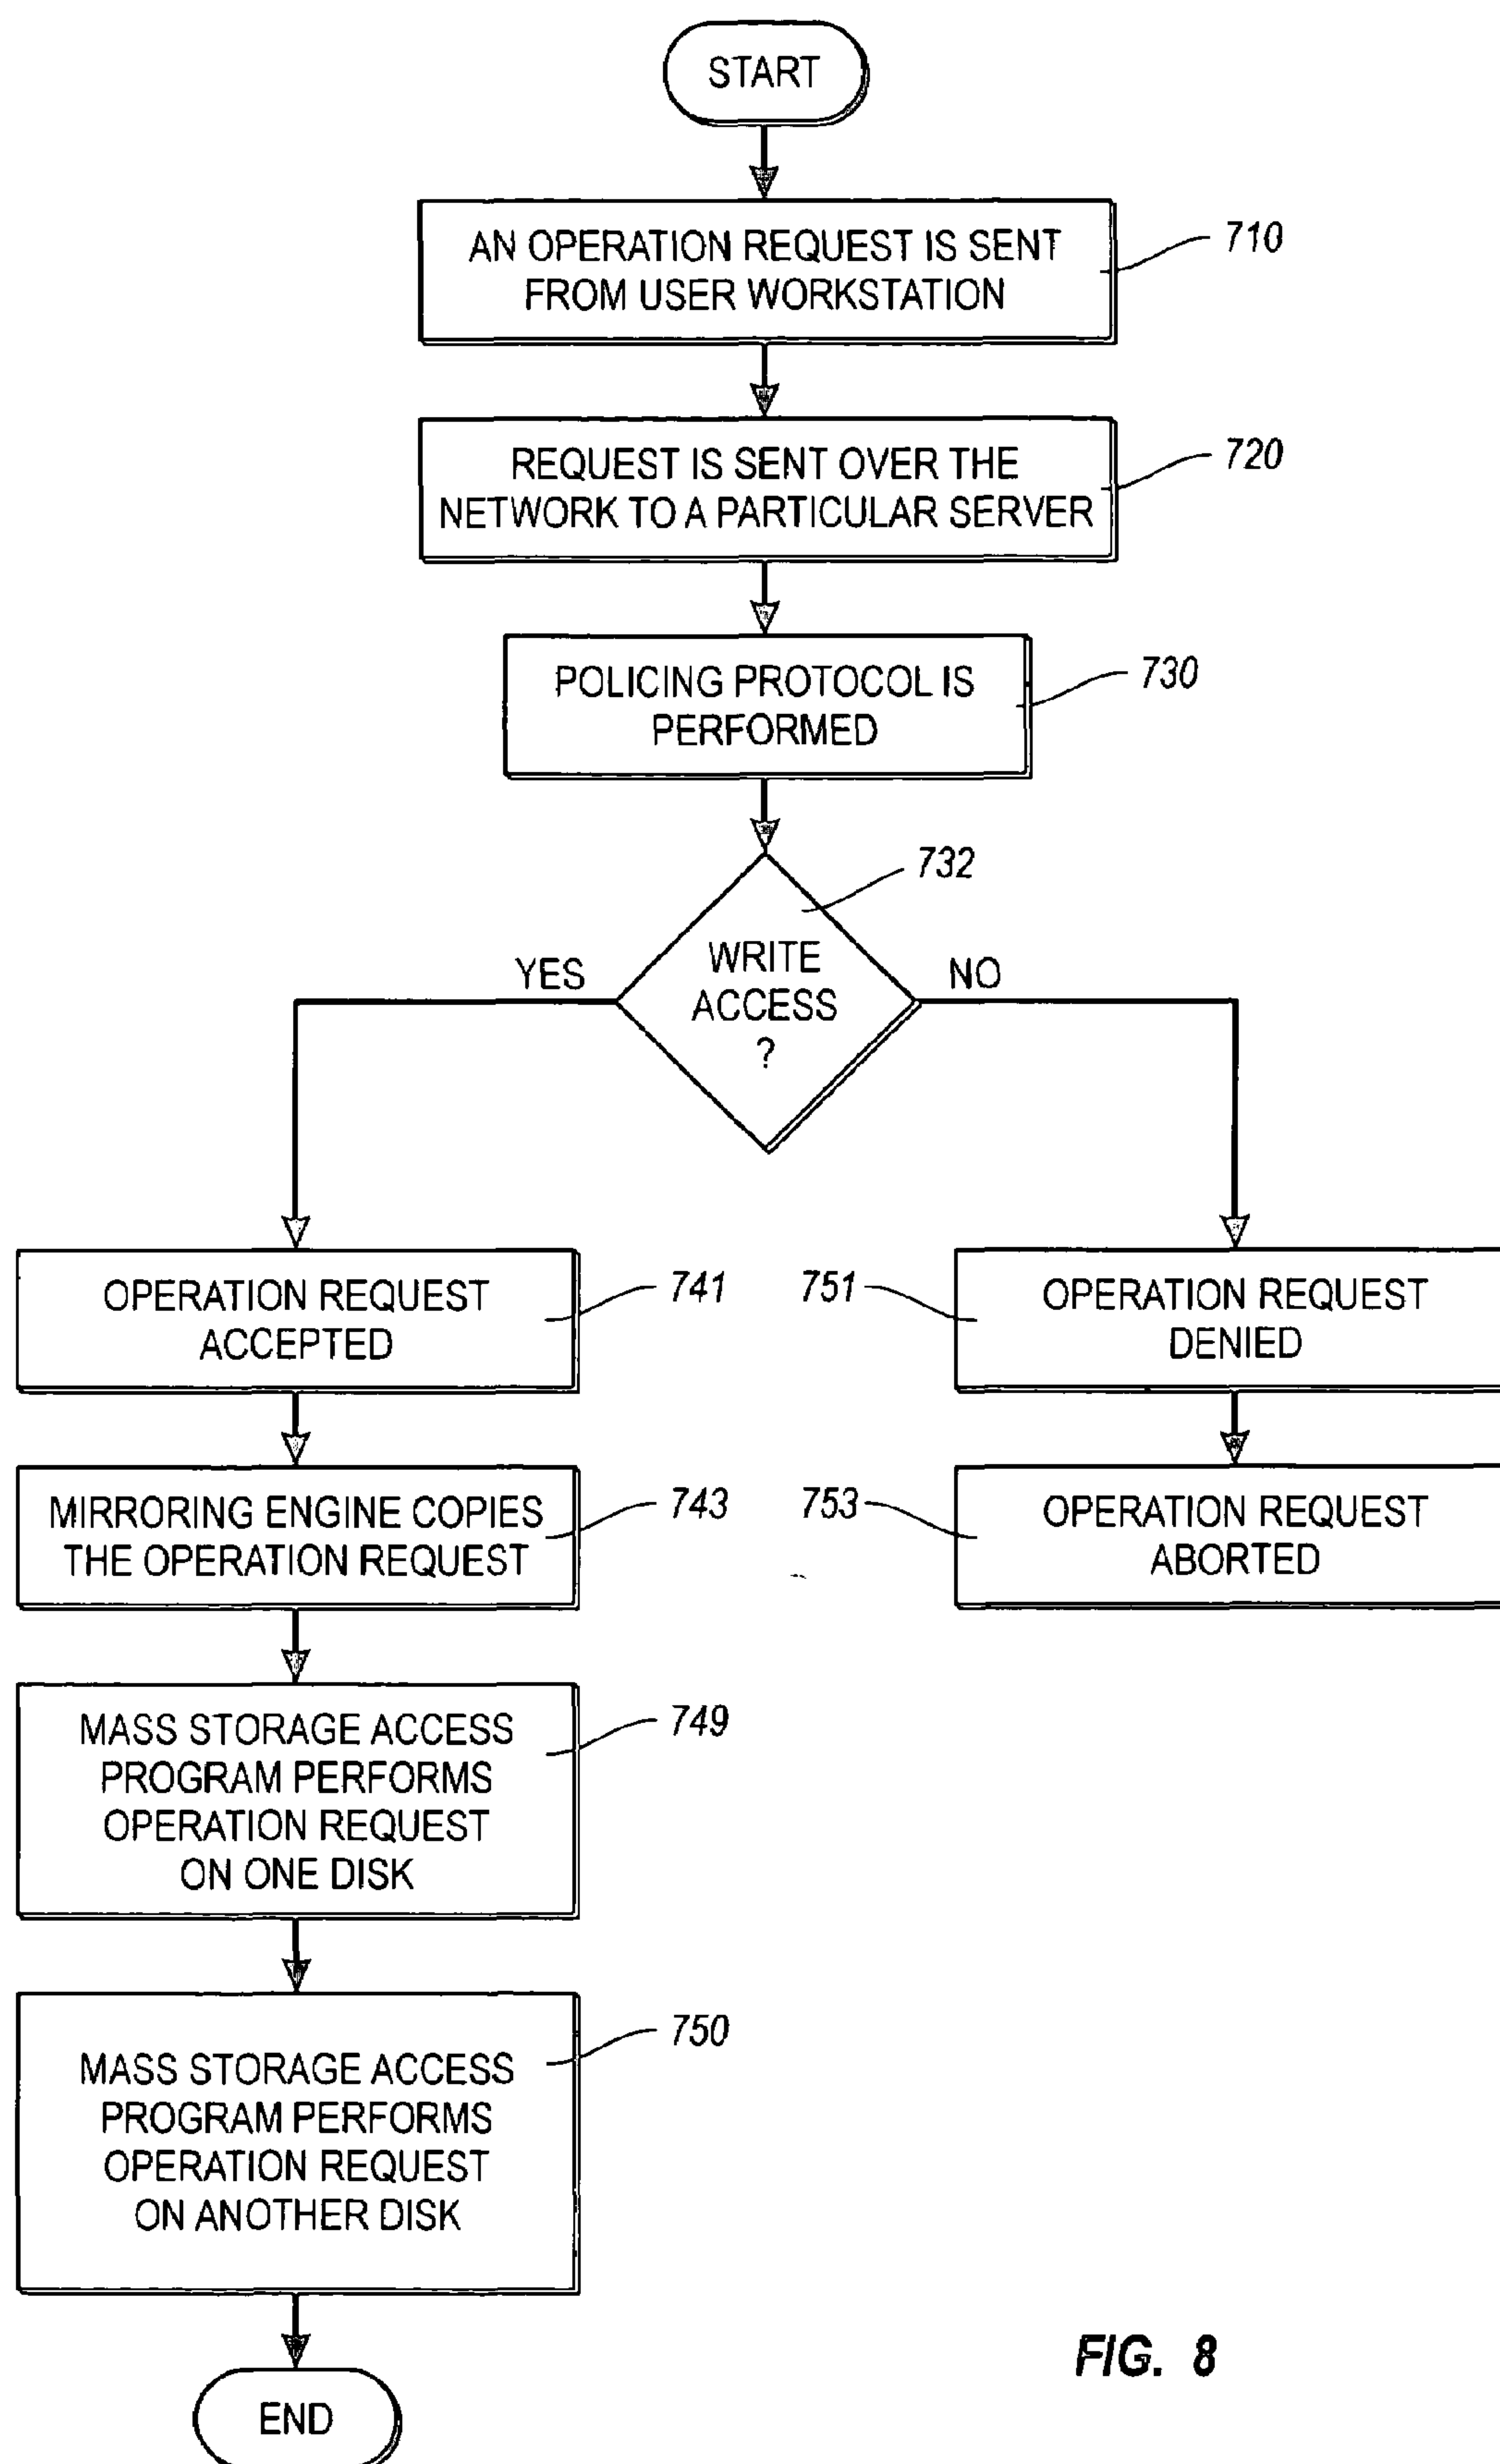 START
AN OPERATION REQUEST IS SENT
FROM USER WORKSTATION
710
REQUEST IS SENT OVER THE
NETWORK TO A PARTICULAR SERVER
720
POLICING PROTOCOL IS
PERFORMED
730
732
WRITE
ACCESS
?
YES
NO
OPERATION REQUEST
ACCEPTED
741
751
OPERATION REQUEST
DENIED
MIRRORING ENGINE COPIES
THE OPERATION REQUEST
743
753
OPERATION REQUEST
ABORTED
MASS STORAGE ACCESS
PROGRAM PERFORMS
OPERATION REQUEST
ON ONE DISK
749
MASS STORAGE ACCESS
PROGRAM PERFORMS
OPERATION REQUEST
ON ANOTHER DISK
750
END
FIG. 8